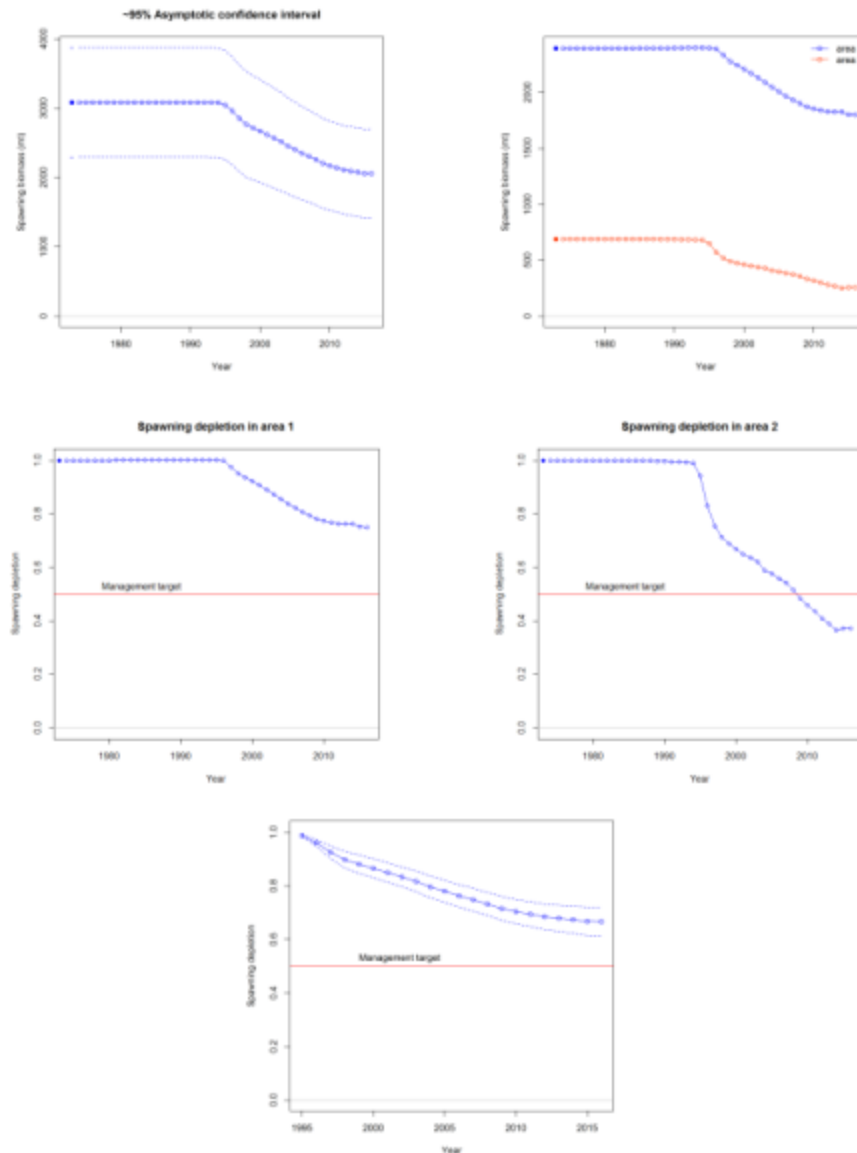 ~95% Asymptotic confidence interval
Spawning biomass (mt)
4000
3000
2000
1000
0
1980 1990 2000 2010
Year
Spawning biomass (mt)
2000
1500
1000
500
0
area
1980 1990 2000 2010
Year
Spawning depletion in area 1
Spawning depletion
1.0
0.8
0.6
Management target
0.4
0.2
0.0
1980 1990 2000 2010
Year
Spawning depletion in area 2
Spawning depletion
1.0
0.8
0.6
Management target
0.4
0.2
0.0
1980 1990 2000 2010
Year
Spawning depletion
1.0
0.8
0.6
Management target
0.4
0.2
0.0
1995 2000 2005 2010 2015
Year